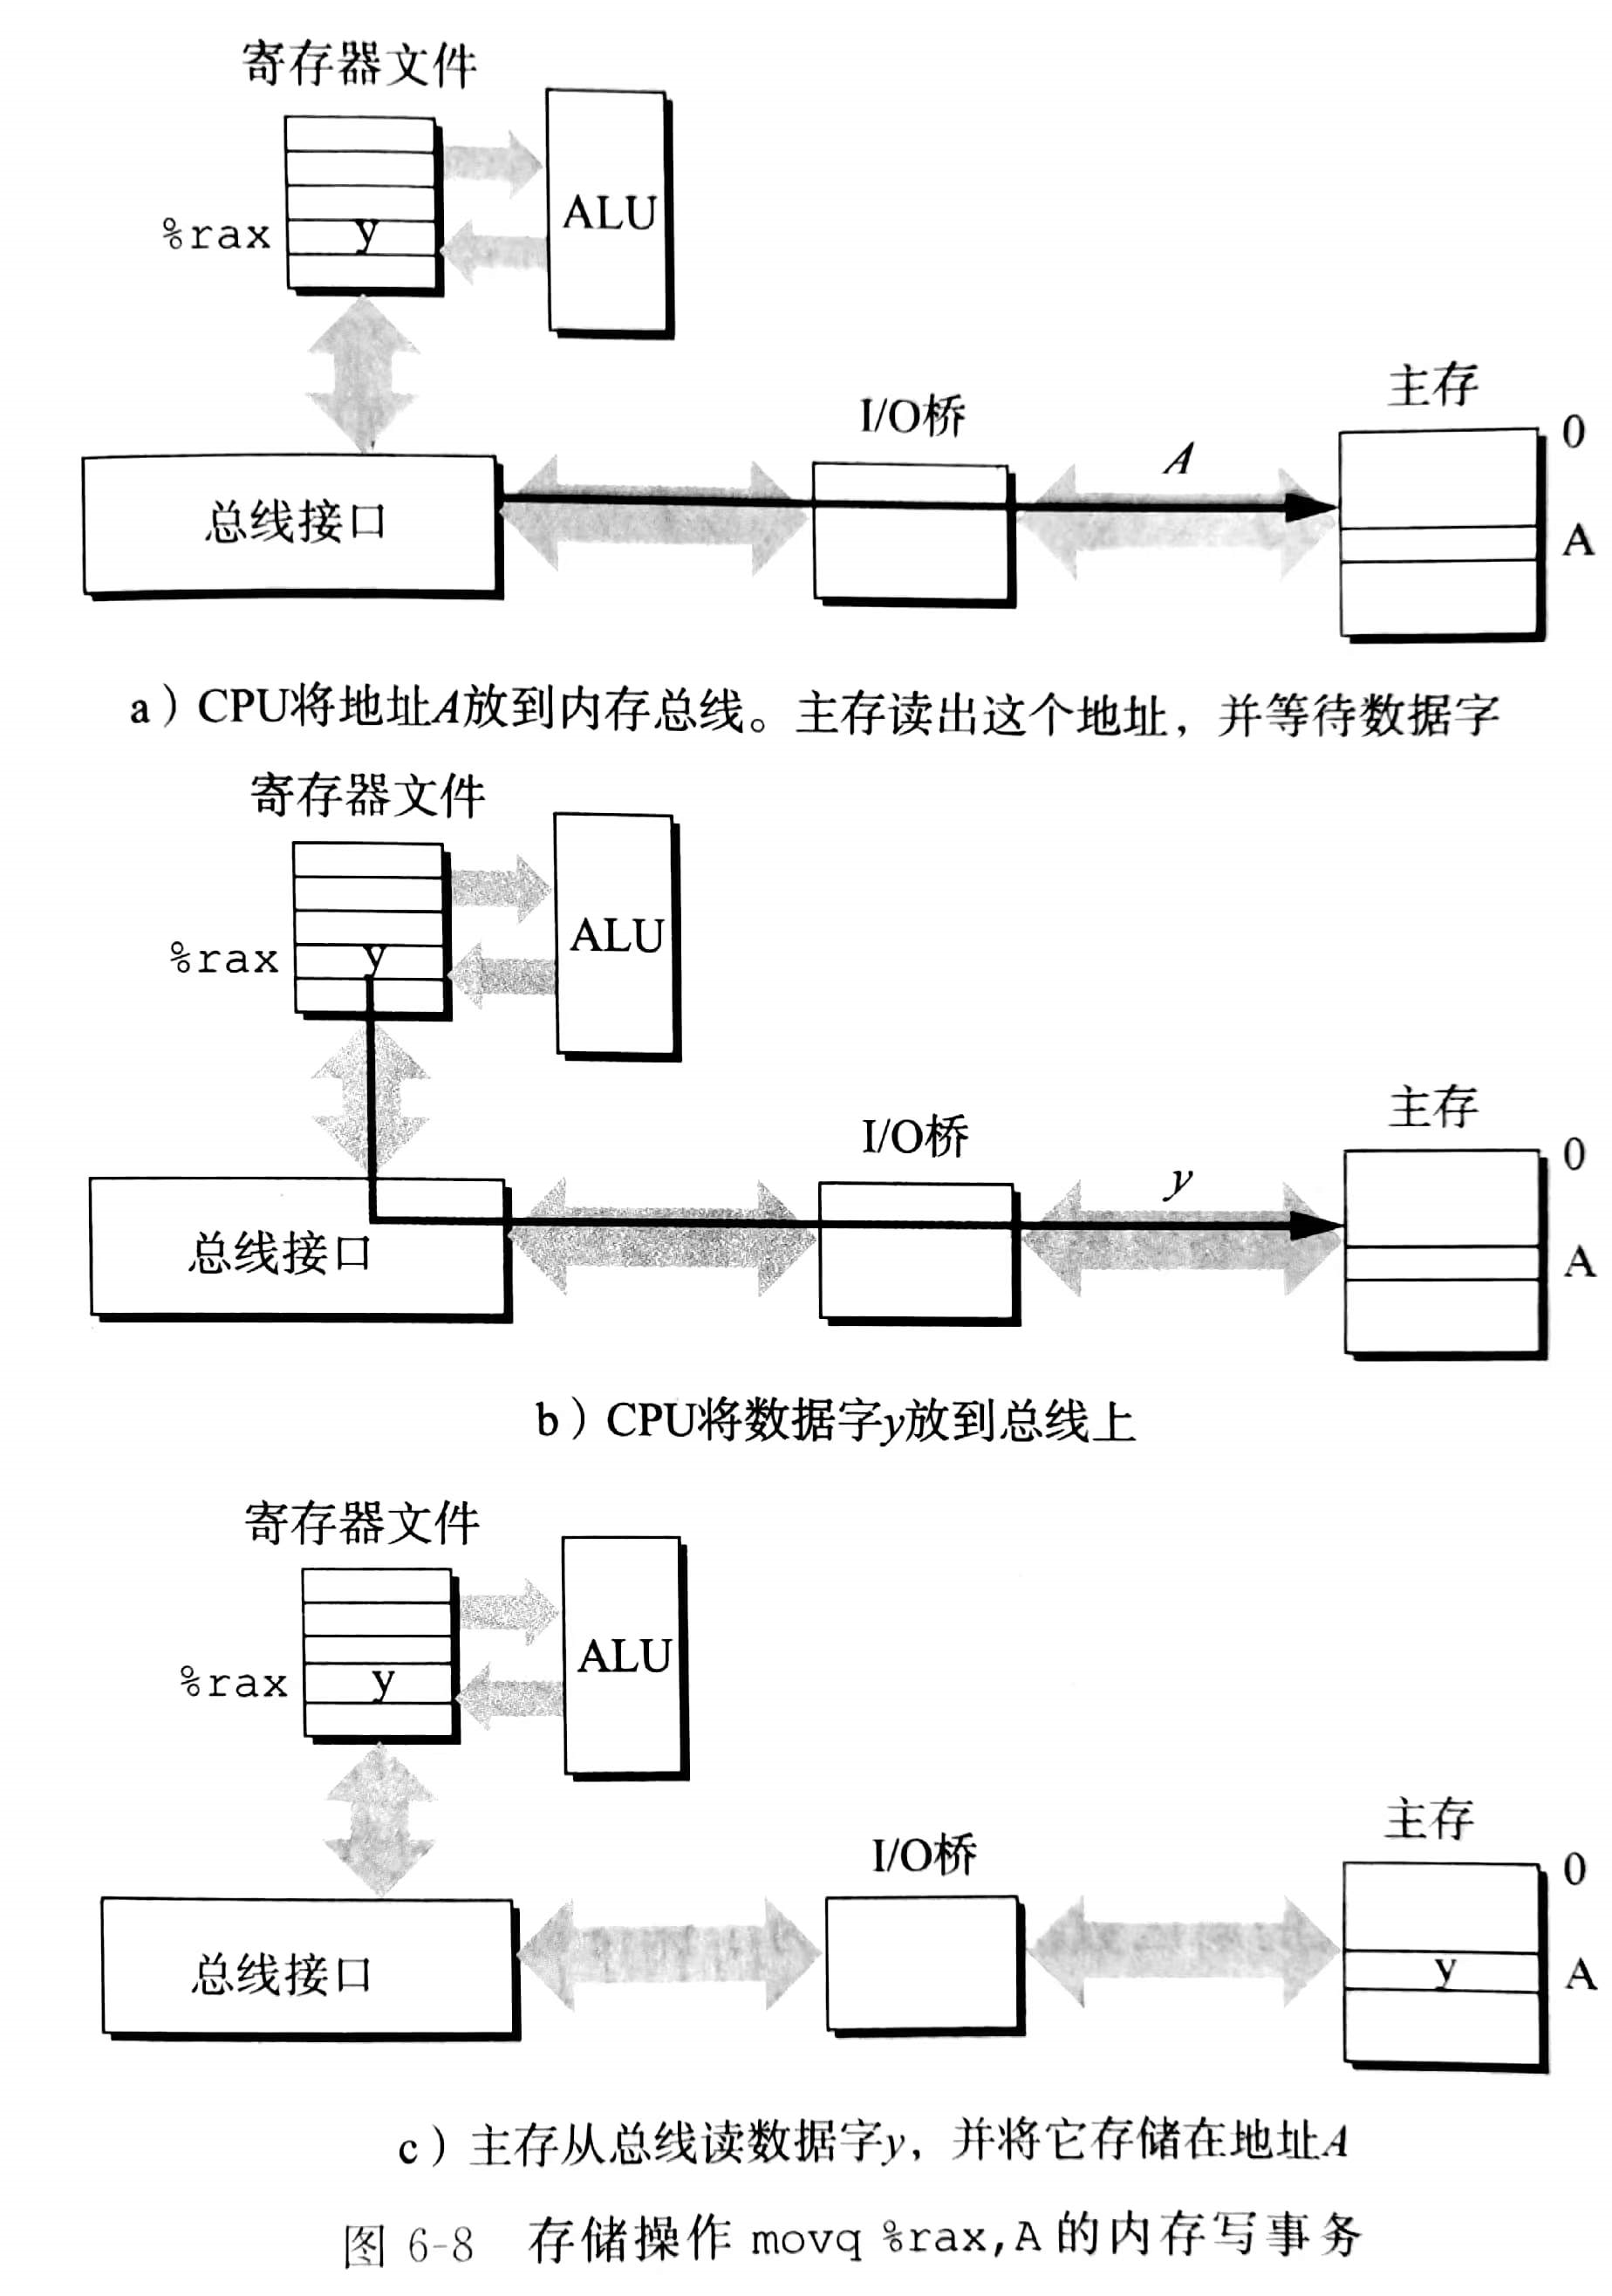 寄存器文件
ALU
%rax
y
主存
I/O桥
0
A
总线接口
A
a）CPU将地址A放到内存总线。主存读出这个地址，并等待数据字
寄存器文件
ALU
%rax
y
主存
I/O桥
0
y
总线接口
A
b）CPU将数据字y放到总线上
寄存器文件
ALU
%rax
y
主存
I/O桥
0
总线接口
y
A
c）主存从总线读数据字y，并将它存储在地址A
图 6-8 存储操作 movq %rax,A 的内存写事务